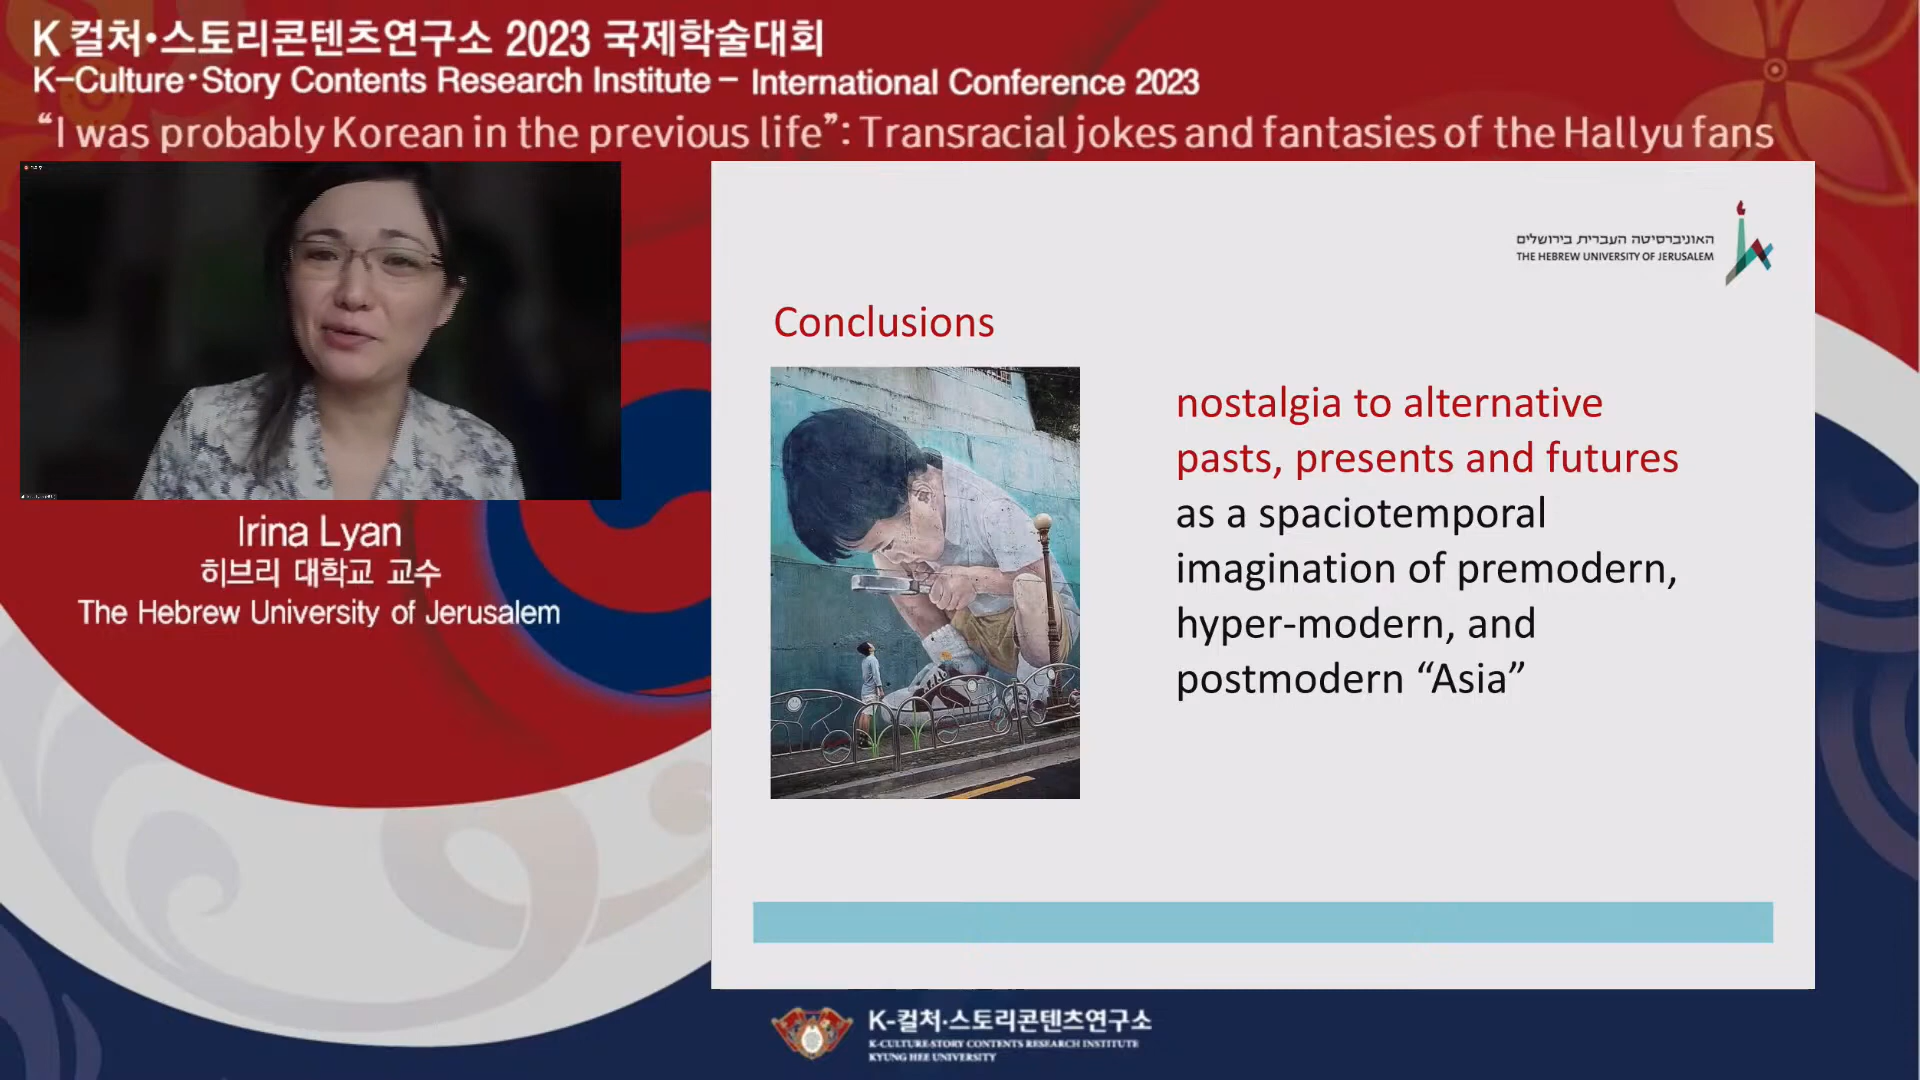 K컬처·스토리콘텐츠연구소 2023 국제학술대회
K-Culture·Story Contents Research Institute – International Conference 2023
“I was probably Korean in the previous life”: Transracial jokes and fantasies of the Hallyu fans
Irina Lyan
히브리 대학교 교수
The Hebrew University of Jerusalem
האוניברסיטה העברית בירושלים
THE HEBREW UNIVERSITY OF JERUSALEM
Conclusions
nostalgia to alternative
pasts, presents and futures
as a spaciotemporal
imagination of premodern,
hyper-modern, and
postmodern “Asia”
K-컬처·스토리콘텐츠연구소
K-CULTURE·STORY CONTENTS RESEARCH INSTITUTE
KYUNG HEE UNIVERSITY